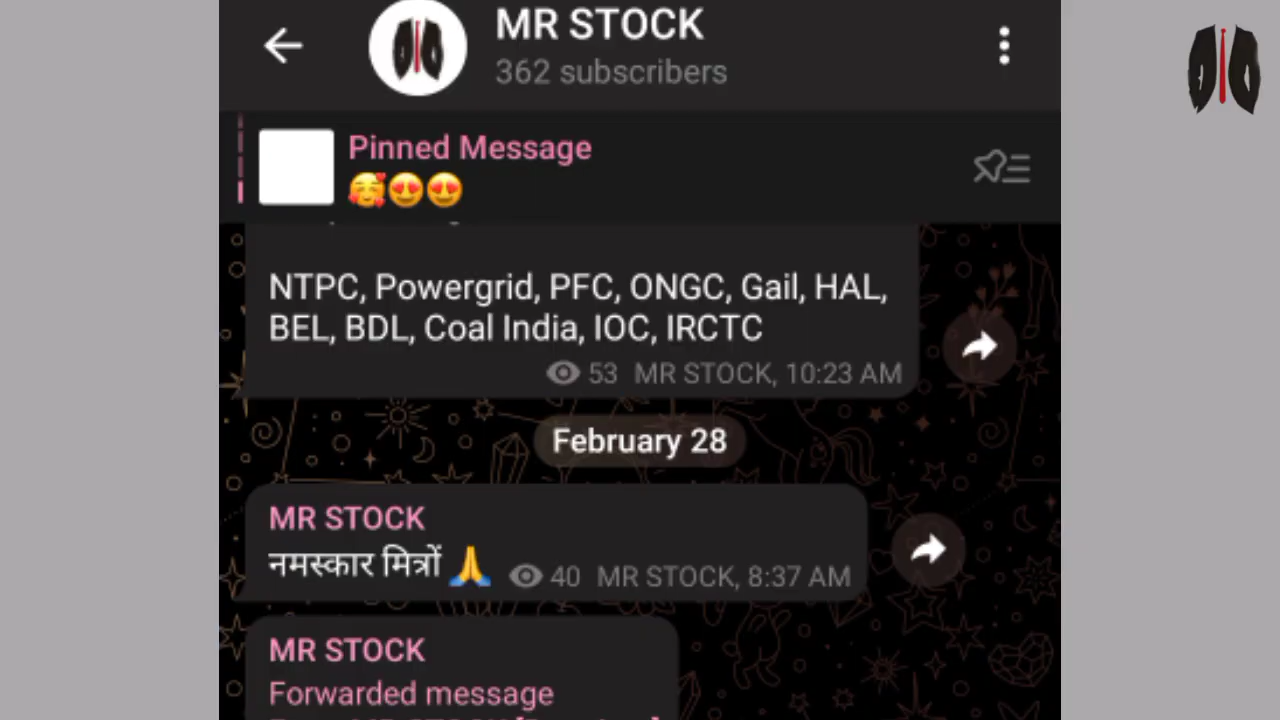 MR STOCK
362 subscribers
Pinned Message
🥰😍😍
NTPC, Powergrid, PFC, ONGC, Gail, HAL,
BEL, BDL, Coal India, IOC, IRCTC
53 MR STOCK, 10:23 AM
February 28
MR STOCK
नमस्कार मित्रों 🙏 40 MR STOCK, 8:37 AM
MR STOCK
Forwarded message